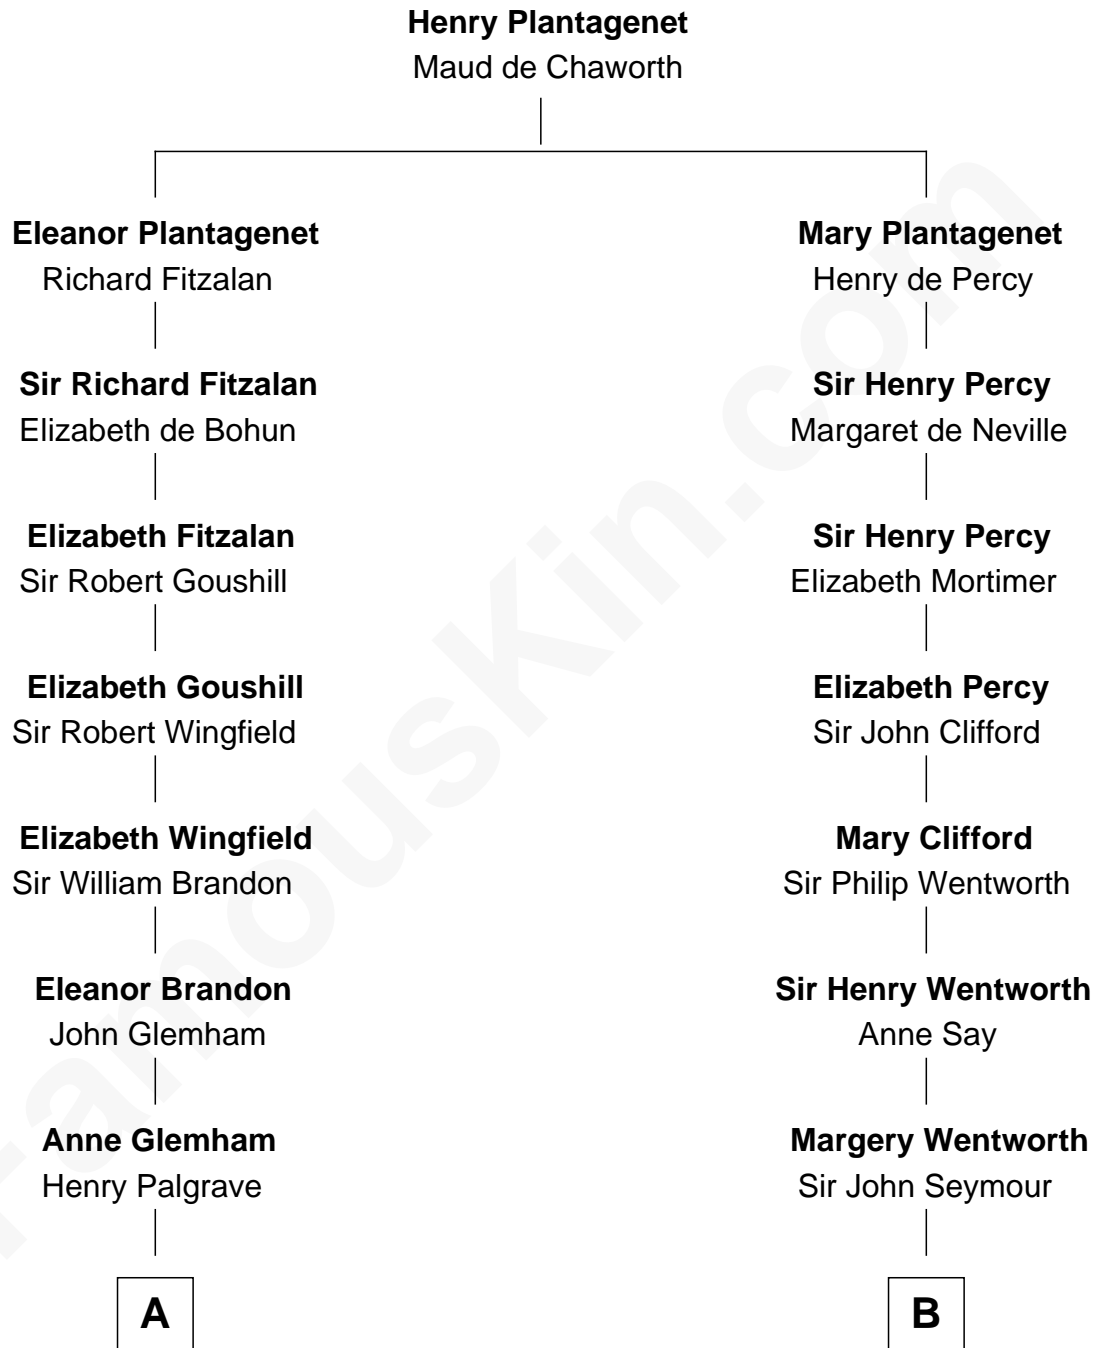 Henry Plantagenet
Maud de Chaworth
Eleanor Plantagenet
Richard Fitzalan
Mary Plantagenet
Henry de Percy
Sir Richard Fitzalan
Elizabeth de Bohun
Sir Henry Percy
Margaret de Neville
Elizabeth Fitzalan
Sir Robert Goushill
Sir Henry Percy
Elizabeth Mortimer
Elizabeth Goushill
Sir Robert Wingfield
Elizabeth Percy
Sir John Clifford
Elizabeth Wingfield
Sir William Brandon
Mary Clifford
Sir Philip Wentworth
Eleanor Brandon
John Glemham
Sir Henry Wentworth
Anne Say
Anne Glemham
Henry Palgrave
Margery Wentworth
Sir John Seymour
A
B
FamousKin.com